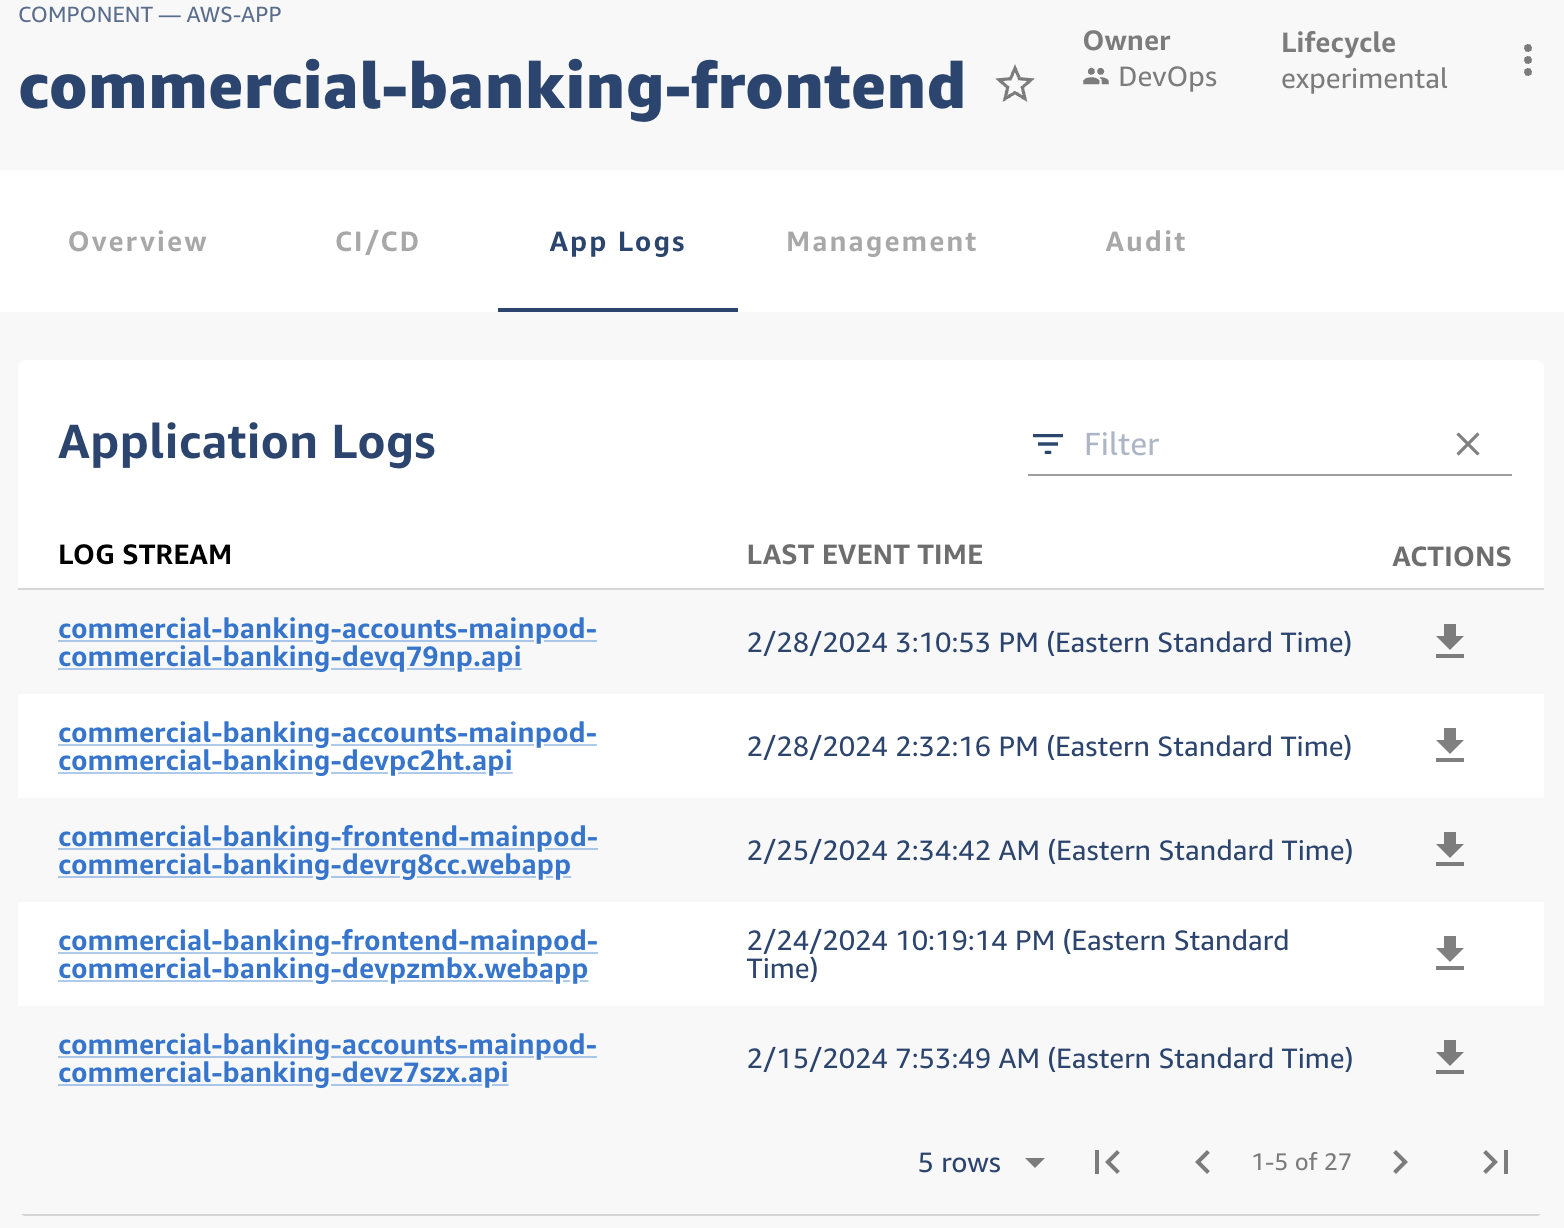 COMPONENT — AWS-APP
commercial-banking-frontend
Owner
DevOps
Lifecycle
experimental
Overview
CI/CD
App Logs
Management
Audit
Application Logs
Filter
LOG STREAM
LAST EVENT TIME
ACTIONS
commercial-banking-accounts-mainpod-
commercial-banking-devq79np.api
2/28/2024 3:10:53 PM (Eastern Standard Time)
commercial-banking-accounts-mainpod-
commercial-banking-devpc2ht.api
2/28/2024 2:32:16 PM (Eastern Standard Time)
commercial-banking-frontend-mainpod-
commercial-banking-devrg8cc.webapp
2/25/2024 2:34:42 AM (Eastern Standard Time)
commercial-banking-frontend-mainpod-
commercial-banking-devpzmbx.webapp
2/24/2024 10:19:14 PM (Eastern Standard
Time)
commercial-banking-accounts-mainpod-
commercial-banking-devz7szx.api
2/15/2024 7:53:49 AM (Eastern Standard Time)
5 rows
1-5 of 27